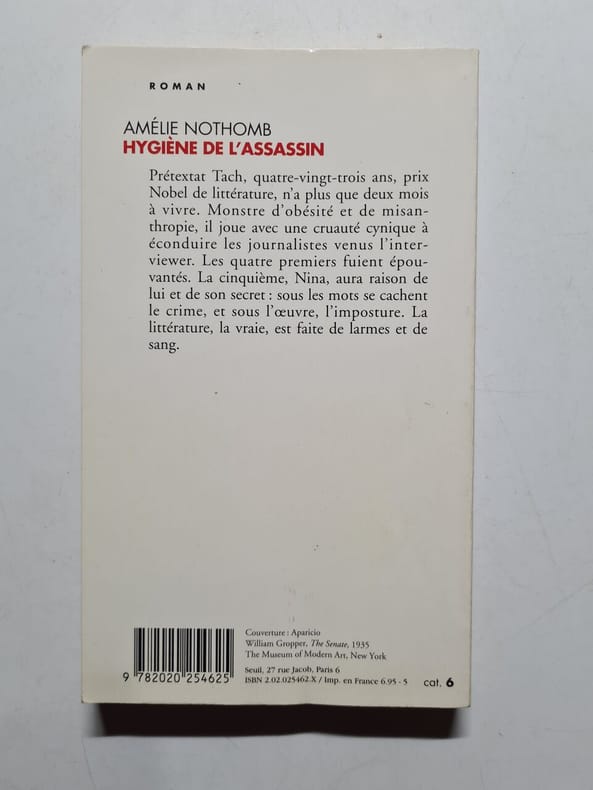 ROMAN
AMÉLIE NOTHOMB
HYGIÈNE DE L'ASSASSIN
Prétextat Tach, quatre-vingt-trois ans, prix
Nobel de littérature, n'a plus que deux mois
à vivre. Monstre d'obésité et de misan-
thropie, il joue avec une cruauté cynique à
éconduire les journalistes venus l'inter-
viewer. Les quatre premiers fuient épou-
vantés. La cinquième, Nina, aura raison de
lui et de son secret : sous les mots se cachent
le crime, et sous l'œuvre, l'imposture. La
littérature, la vraie, est faite de larmes et de
sang.
Couverture : Aparicio
William Gropper, The Senate, 1935
The Museum of Modern Art, New York
Seuil, 27 rue Jacob, Paris 6
ISBN 2.02.025462.X / Imp. en France 6.95 - 5
cat. 6
9 782020 254625